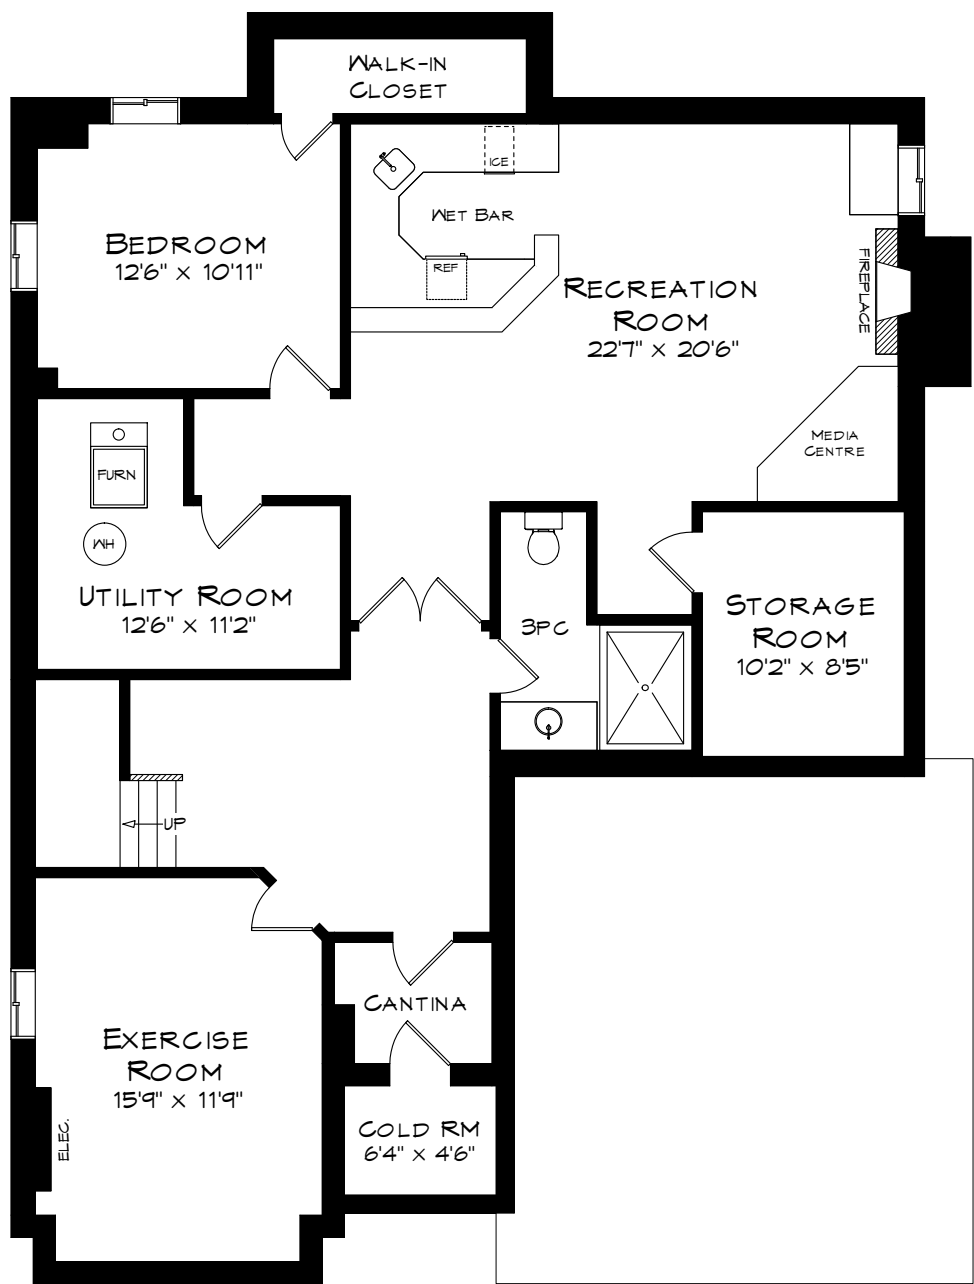 WALK-IN
CLOSET
ICE
WET BAR
REF
BEDROOM
12'6" x 10'11"
RECREATION
ROOM
22'7" x 20'6"
FIREPLACE
MEDIA
CENTRE
FURN
WH
UTILITY ROOM
12'6" x 11'2"
3PC
STORAGE
ROOM
10'2" x 8'5"
UP
CANTINA
EXERCISE
ROOM
15'9" x 11'9"
ELEC.
COLD RM
6'4" x 4'6"